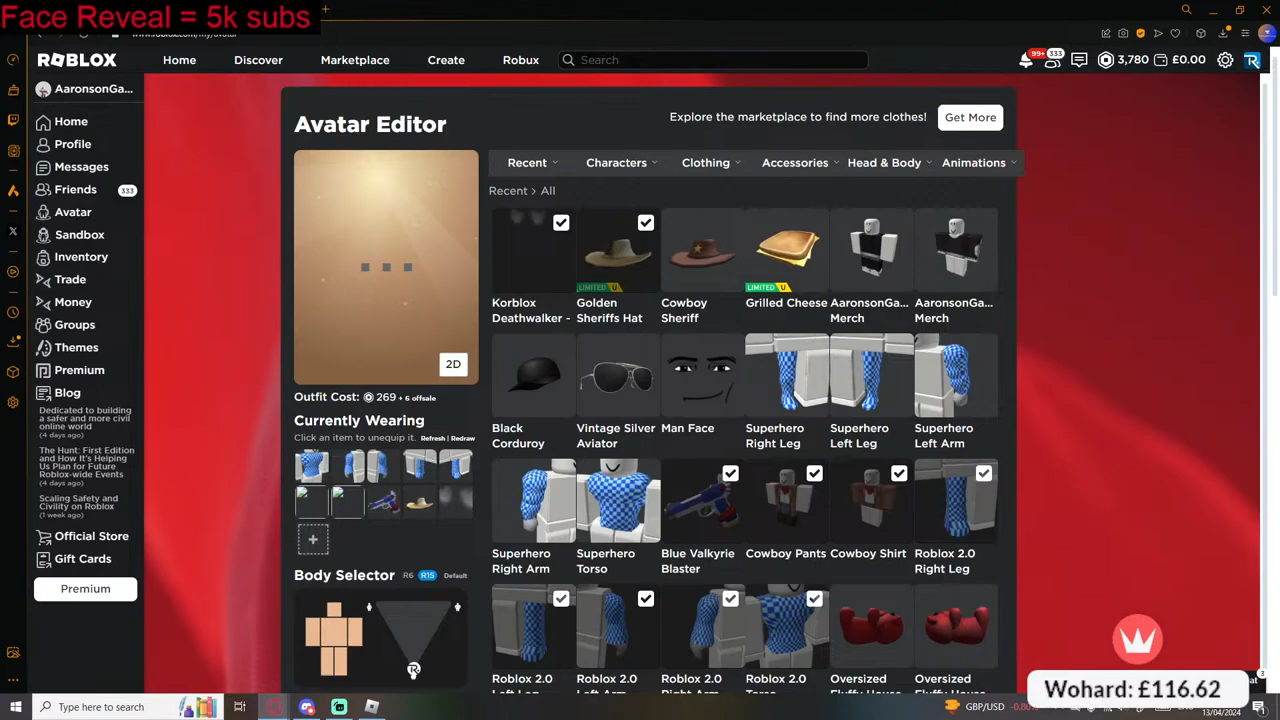 Face Reveal = 5k subs
ROBLOX
Home
Discover
Marketplace
Create
Robux
Search
99+
333
3,780
£0.00
AaronsonGa...
Home
Profile
Messages
Friends
333
Avatar
Sandbox
Inventory
Trade
Money
Groups
Themes
Premium
Blog
Dedicated to building
a safer and more civil
online world
(4 days ago)
The Hunt: First Edition
and How It's Helping
Us Plan for Future
Roblox-wide Events
(4 days ago)
Scaling Safety and
Civility on Roblox
(1 week ago)
Official Store
Gift Cards
Premium
Avatar Editor
Explore the marketplace to find more clothes!
Get More
2D
Outfit Cost: 269 + 6 offsale
Currently Wearing
Click an item to unequip it. Refresh | Redraw
Body Selector R6 R15 Default
Recent
Characters
Clothing
Accessories
Head & Body
Animations
Recent > All
Korblox
Deathwalker -
LIMITED U
Golden
Sheriffs Hat
Cowboy
Sheriff
LIMITED U
Grilled Cheese
AaronsonGa...
Merch
AaronsonGa...
Merch
Black
Corduroy
Vintage Silver
Aviator
Man Face
Superhero
Right Leg
Superhero
Left Leg
Superhero
Left Arm
Superhero
Right Arm
Superhero
Torso
Blue Valkyrie
Blaster
Cowboy Pants
Cowboy Shirt
Roblox 2.0
Right Leg
Roblox 2.0
Roblox 2.0
Roblox 2.0
Roblox 2.0
Oversized
Oversized
Wohard: £116.62
Type here to search
GBP/USD
-0.80%
13/04/2024